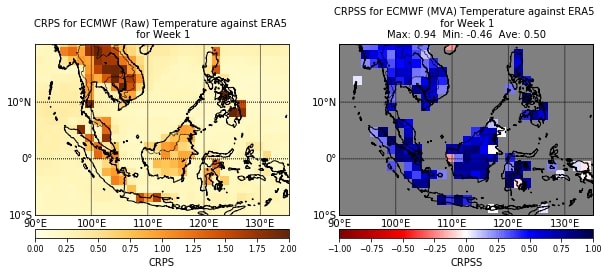 CRPS for ECMWF (Raw) Temperature against ERA5
for Week 1
10°N
0°
10°S
90°E 100°E 110°E 120°E 130°E
0.00 0.25 0.50 0.75 1.00 1.25 1.50 1.75 2.00
CRPS
CRPSS for ECMWF (MVA) Temperature against ERA5
for Week 1
Max: 0.94 Min: -0.46 Ave: 0.50
10°N
0°
10°S
90°E 100°E 110°E 120°E 130°E
−1.00 −0.75 −0.50 −0.25 0.00 0.25 0.50 0.75 1.00
CRPSS